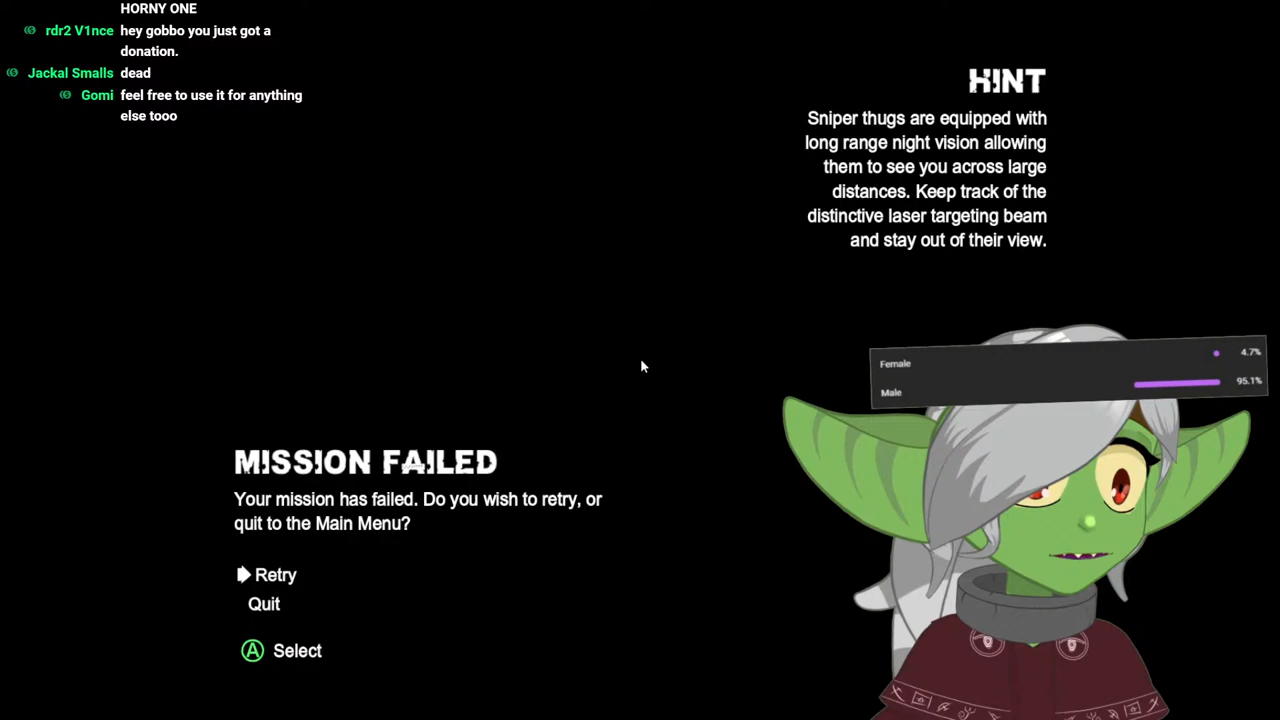 HORNY ONE
rdr2 V1nce hey gobbo you just got a
donation.
Jackal Smalls dead
Gomi feel free to use it for anything
else tooo
HINT
Sniper thugs are equipped with
long range night vision allowing
them to see you across large
distances. Keep track of the
distinctive laser targeting beam
and stay out of their view.
Female 4.7%
Male 95.1%
MISSION FAILED
Your mission has failed. Do you wish to retry, or
quit to the Main Menu?
Retry
Quit
A Select